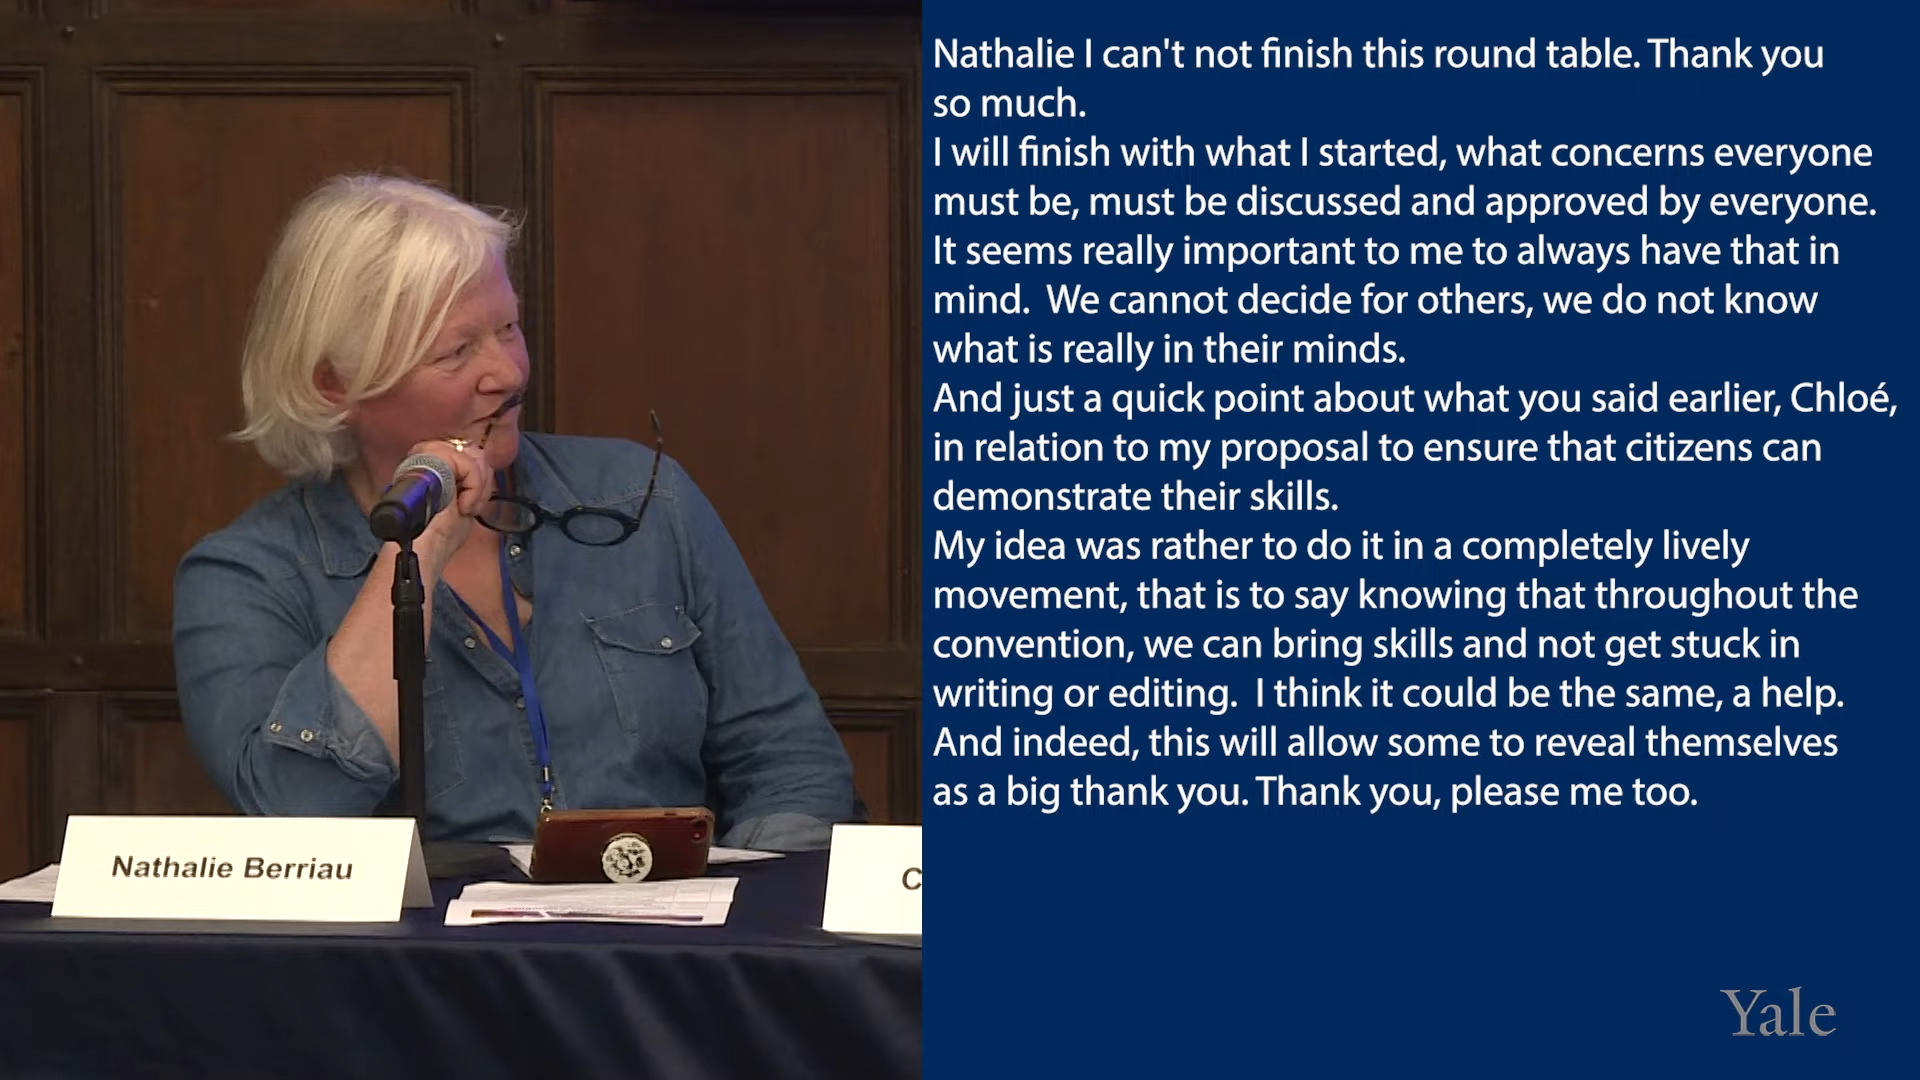 Nathalie I can't not finish this round table. Thank you
so much.
I will finish with what I started, what concerns everyone
must be, must be discussed and approved by everyone.
It seems really important to me to always have that in
mind.  We cannot decide for others, we do not know
what is really in their minds.
And just a quick point about what you said earlier, Chloé,
in relation to my proposal to ensure that citizens can
demonstrate their skills.
My idea was rather to do it in a completely lively
movement, that is to say knowing that throughout the
convention, we can bring skills and not get stuck in
writing or editing.  I think it could be the same, a help.
And indeed, this will allow some to reveal themselves
as a big thank you. Thank you, please me too.
Nathalie Berriau
C
Yale